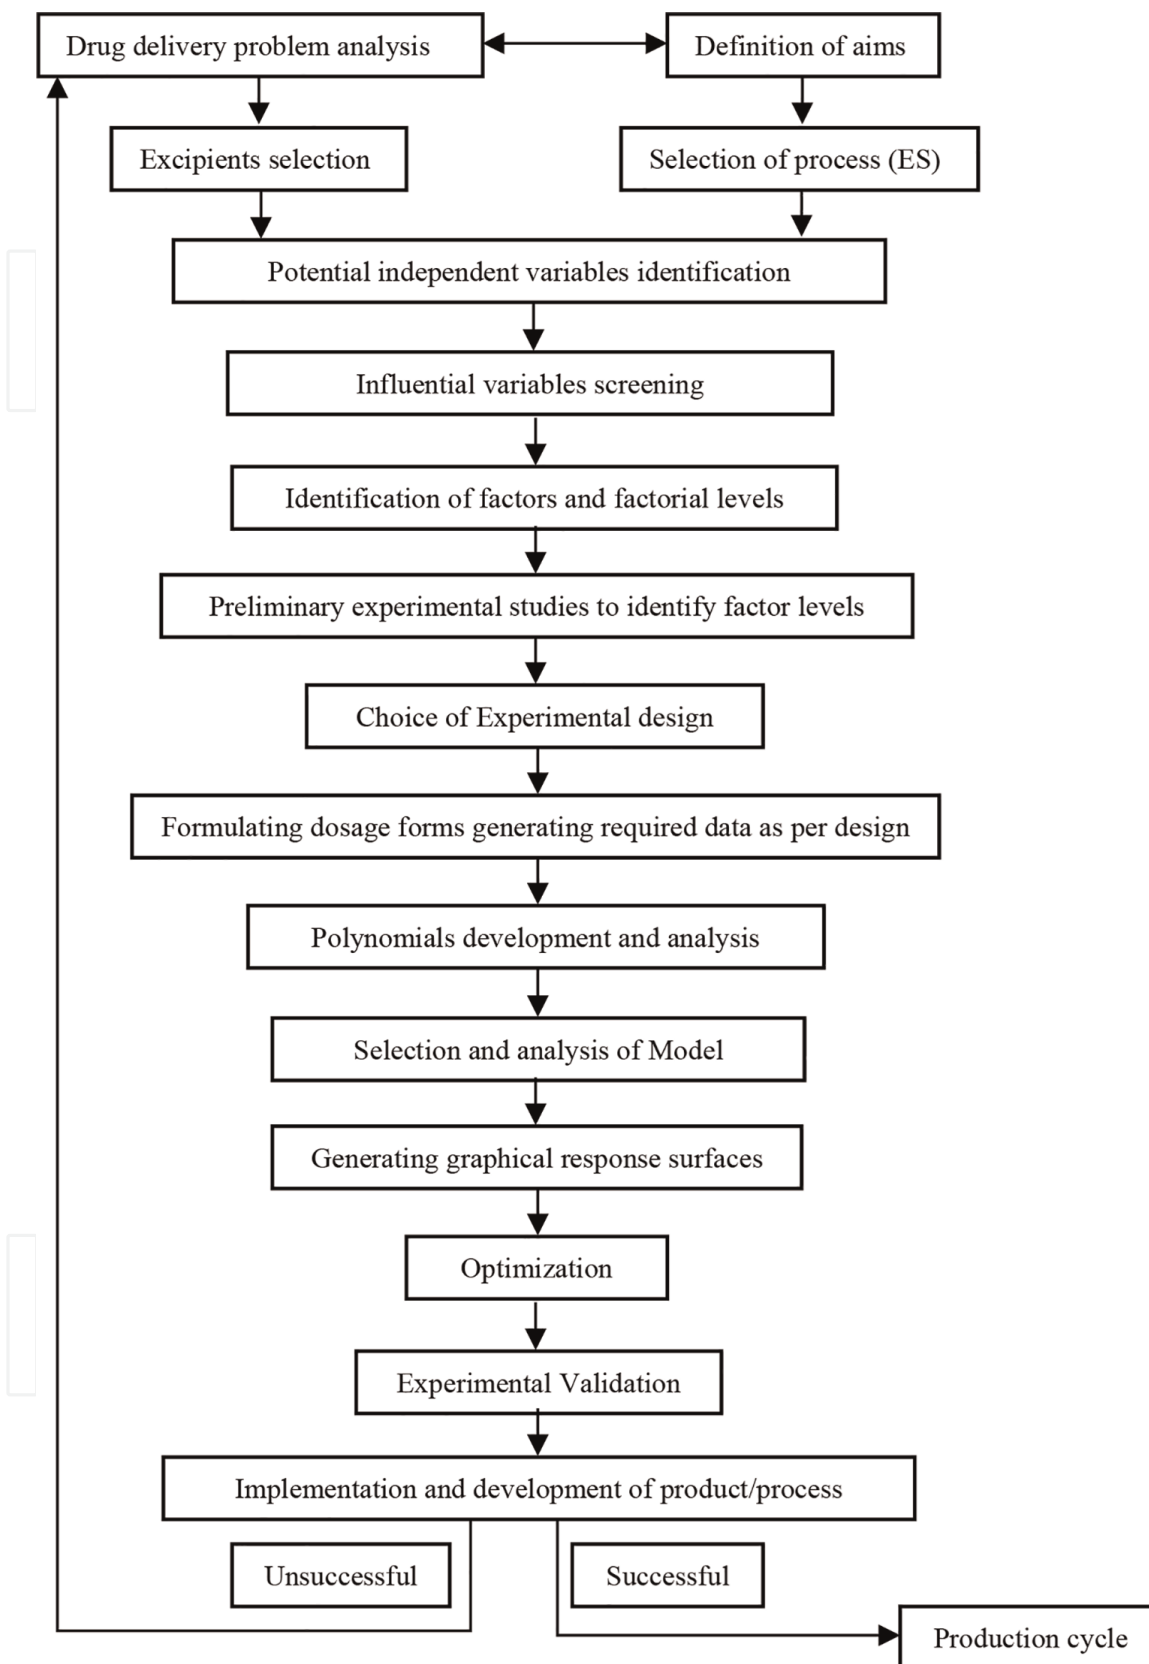 Drug delivery problem analysis
Definition of aims
Excipients selection
Selection of process (ES)
Potential independent variables identification
Influential variables screening
Identification of factors and factorial levels
Preliminary experimental studies to identify factor levels
Choice of Experimental design
Formulating dosage forms generating required data as per design
Polynomials development and analysis
Selection and analysis of Model
Generating graphical response surfaces
Optimization
Experimental Validation
Implementation and development of product/process
Unsuccessful
Successful
Production cycle